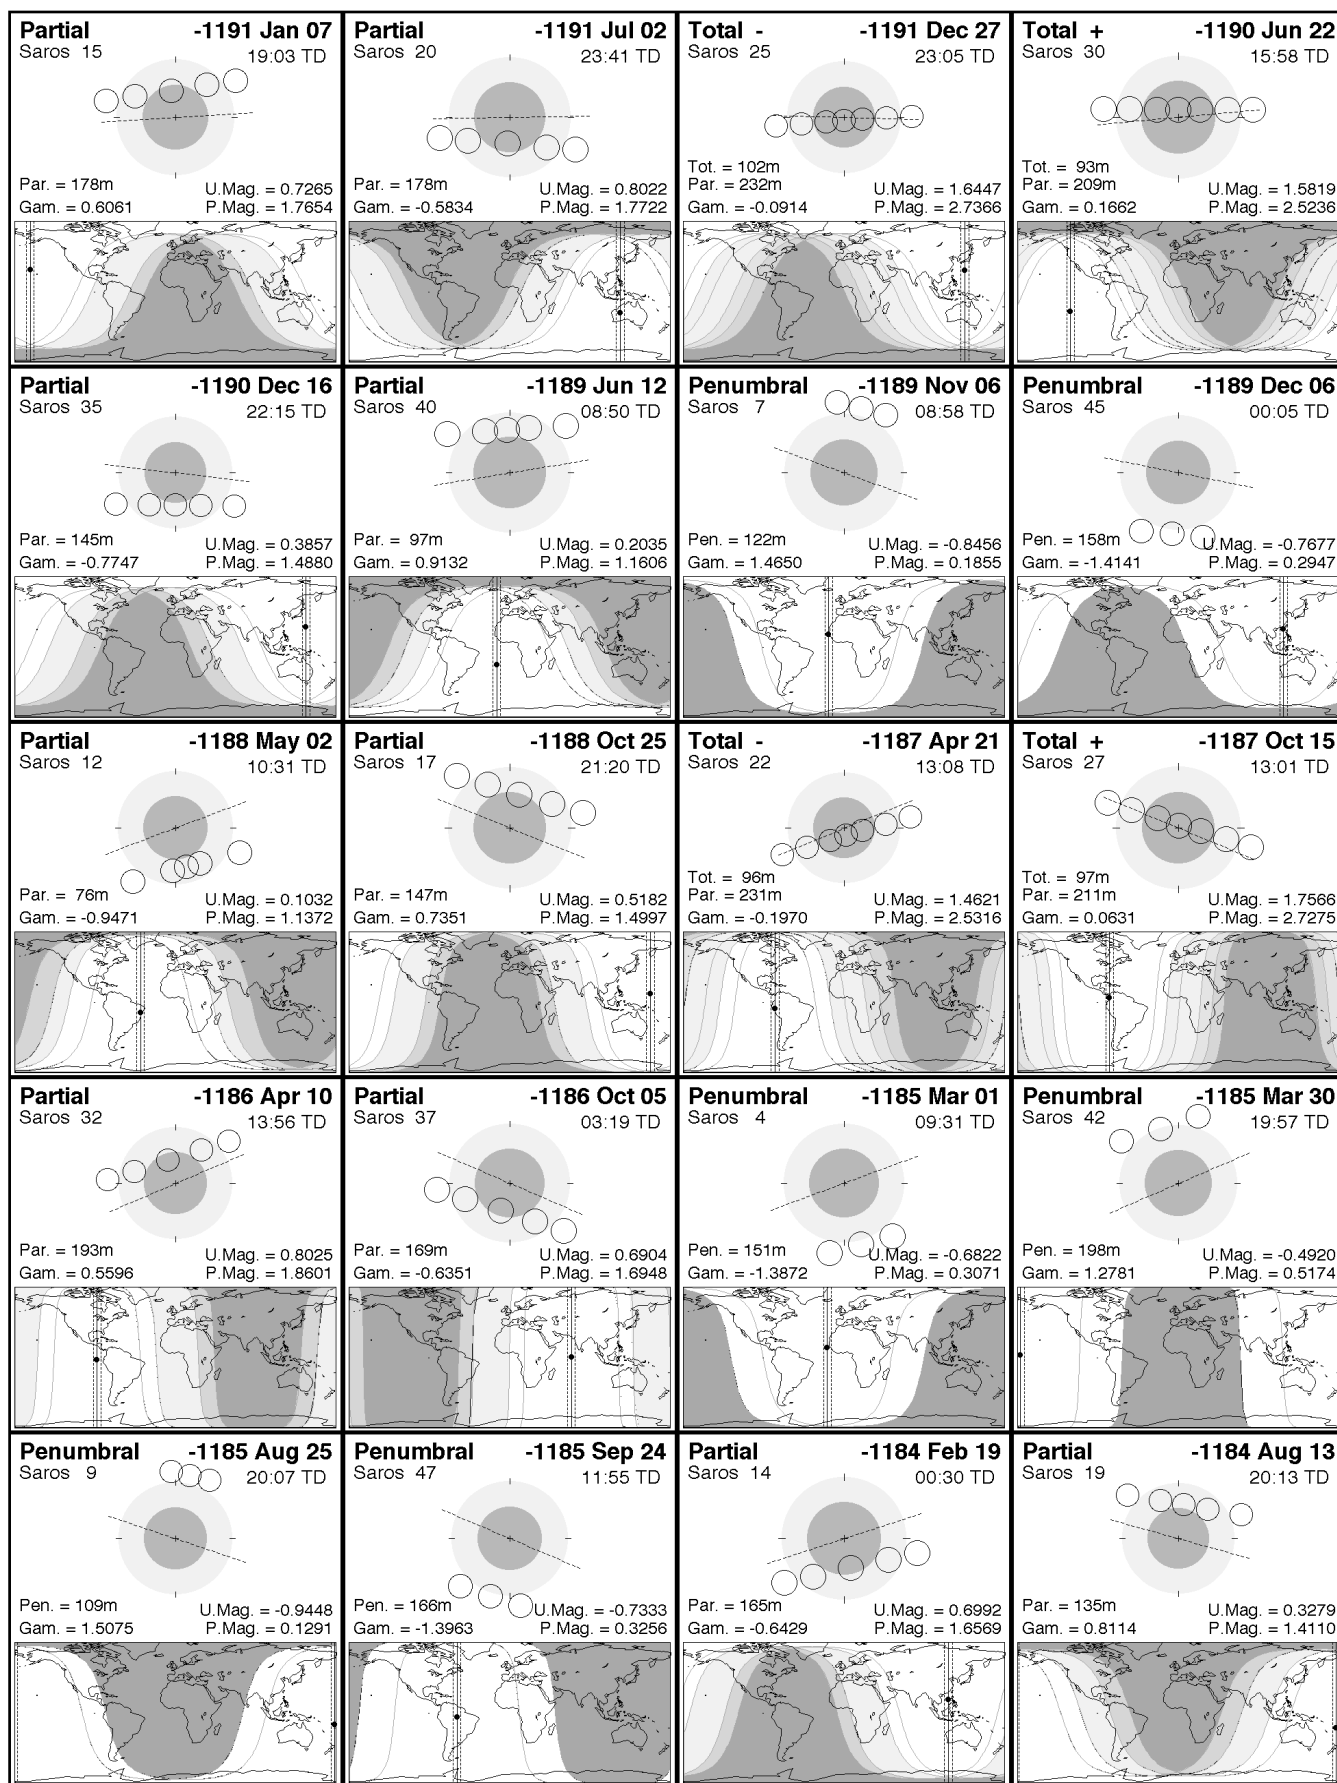 Partial -1191 Jan 07
Saros 15 19:03 TD
Par. = 178m U.Mag. = 0.7265
Gam. = 0.6061 P.Mag. = 1.7654
Partial -1191 Jul 02
Saros 20 23:41 TD
Par. = 178m U.Mag. = 0.8022
Gam. = -0.5834 P.Mag. = 1.7722
Total - -1191 Dec 27
Saros 25 23:05 TD
Tot. = 102m
Par. = 232m U.Mag. = 1.6447
Gam. = -0.0914 P.Mag. = 2.7366
Total + -1190 Jun 22
Saros 30 15:58 TD
Tot. = 93m
Par. = 209m U.Mag. = 1.5819
Gam. = 0.1662 P.Mag. = 2.5236
Partial -1190 Dec 16
Saros 35 22:15 TD
Par. = 145m U.Mag. = 0.3857
Gam. = -0.7747 P.Mag. = 1.4880
Partial -1189 Jun 12
Saros 40 08:50 TD
Par. = 97m U.Mag. = 0.2035
Gam. = 0.9132 P.Mag. = 1.1606
Penumbral -1189 Nov 06
Saros 7 08:58 TD
Pen. = 122m U.Mag. = -0.8456
Gam. = 1.4650 P.Mag. = 0.1855
Penumbral -1189 Dec 06
Saros 45 00:05 TD
Pen. = 158m U.Mag. = -0.7677
Gam. = -1.4141 P.Mag. = 0.2947
Partial -1188 May 02
Saros 12 10:31 TD
Par. = 76m U.Mag. = 0.1032
Gam. = -0.9471 P.Mag. = 1.1372
Partial -1188 Oct 25
Saros 17 21:20 TD
Par. = 147m U.Mag. = 0.5182
Gam. = 0.7351 P.Mag. = 1.4997
Total - -1187 Apr 21
Saros 22 13:08 TD
Tot. = 96m
Par. = 231m U.Mag. = 1.4621
Gam. = -0.1970 P.Mag. = 2.5316
Total + -1187 Oct 15
Saros 27 13:01 TD
Tot. = 97m
Par. = 211m U.Mag. = 1.7566
Gam. = 0.0631 P.Mag. = 2.7275
Partial -1186 Apr 10
Saros 32 13:56 TD
Par. = 193m U.Mag. = 0.8025
Gam. = 0.5596 P.Mag. = 1.8601
Partial -1186 Oct 05
Saros 37 03:19 TD
Par. = 169m U.Mag. = 0.6904
Gam. = -0.6351 P.Mag. = 1.6948
Penumbral -1185 Mar 01
Saros 4 09:31 TD
Pen. = 151m U.Mag. = -0.6822
Gam. = -1.3872 P.Mag. = 0.3071
Penumbral -1185 Mar 30
Saros 42 19:57 TD
Pen. = 198m U.Mag. = -0.4920
Gam. = 1.2781 P.Mag. = 0.5174
Penumbral -1185 Aug 25
Saros 9 20:07 TD
Pen. = 109m U.Mag. = -0.9448
Gam. = 1.5075 P.Mag. = 0.1291
Penumbral -1185 Sep 24
Saros 47 11:55 TD
Pen. = 166m U.Mag. = -0.7333
Gam. = -1.3963 P.Mag. = 0.3256
Partial -1184 Feb 19
Saros 14 00:30 TD
Par. = 165m U.Mag. = 0.6992
Gam. = -0.6429 P.Mag. = 1.6569
Partial -1184 Aug 13
Saros 19 20:13 TD
Par. = 135m U.Mag. = 0.3279
Gam. = 0.8114 P.Mag. = 1.4110